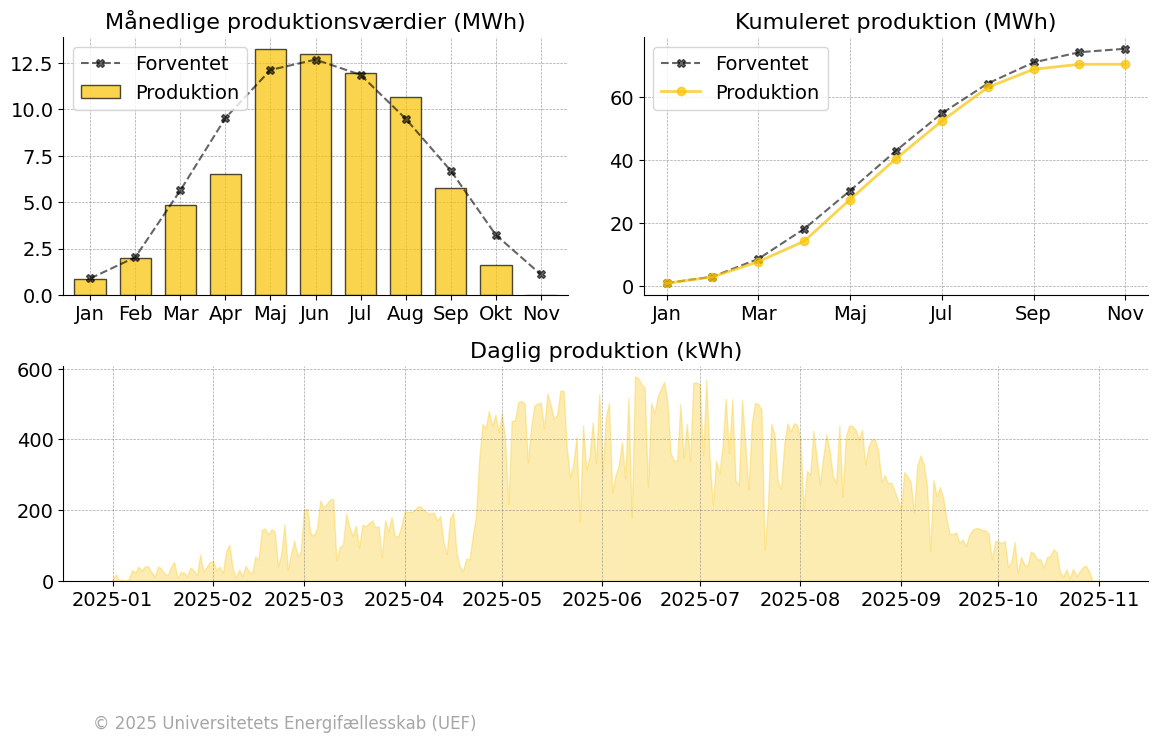 Månedlige produktionsværdier (MWh)
Forventet
Produktion
12.5
10.0
7.5
5.0
2.5
0.0
Jan Feb Mar Apr Maj Jun Jul Aug Sep Okt Nov
Kumuleret produktion (MWh)
Forventet
Produktion
60
40
20
0
Jan Mar Maj Jul Sep Nov
Daglig produktion (kWh)
600
400
200
0
2025-01 2025-02 2025-03 2025-04 2025-05 2025-06 2025-07 2025-08 2025-09 2025-10 2025-11
© 2025 Universitetets Energifællesskab (UEF)